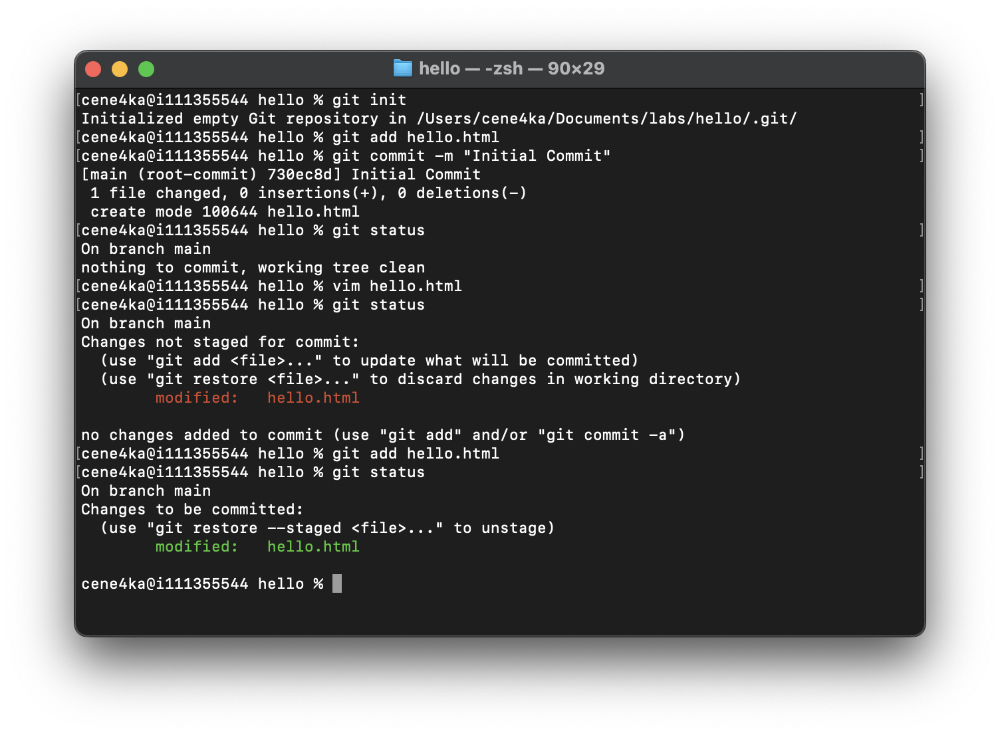 hello — -zsh — 90×29
[cene4ka@i111355544 hello % git init ]
Initialized empty Git repository in /Users/cene4ka/Documents/labs/hello/.git/
[cene4ka@i111355544 hello % git add hello.html ]
[cene4ka@i111355544 hello % git commit -m "Initial Commit" ]
[main (root-commit) 730ec8d] Initial Commit
 1 file changed, 0 insertions(+), 0 deletions(-)
 create mode 100644 hello.html
[cene4ka@i111355544 hello % git status ]
On branch main
nothing to commit, working tree clean
[cene4ka@i111355544 hello % vim hello.html ]
[cene4ka@i111355544 hello % git status ]
On branch main
Changes not staged for commit:
  (use "git add <file>..." to update what will be committed)
  (use "git restore <file>..." to discard changes in working directory)
        modified:   hello.html

no changes added to commit (use "git add" and/or "git commit -a")
[cene4ka@i111355544 hello % git add hello.html ]
[cene4ka@i111355544 hello % git status ]
On branch main
Changes to be committed:
  (use "git restore --staged <file>..." to unstage)
        modified:   hello.html

cene4ka@i111355544 hello %